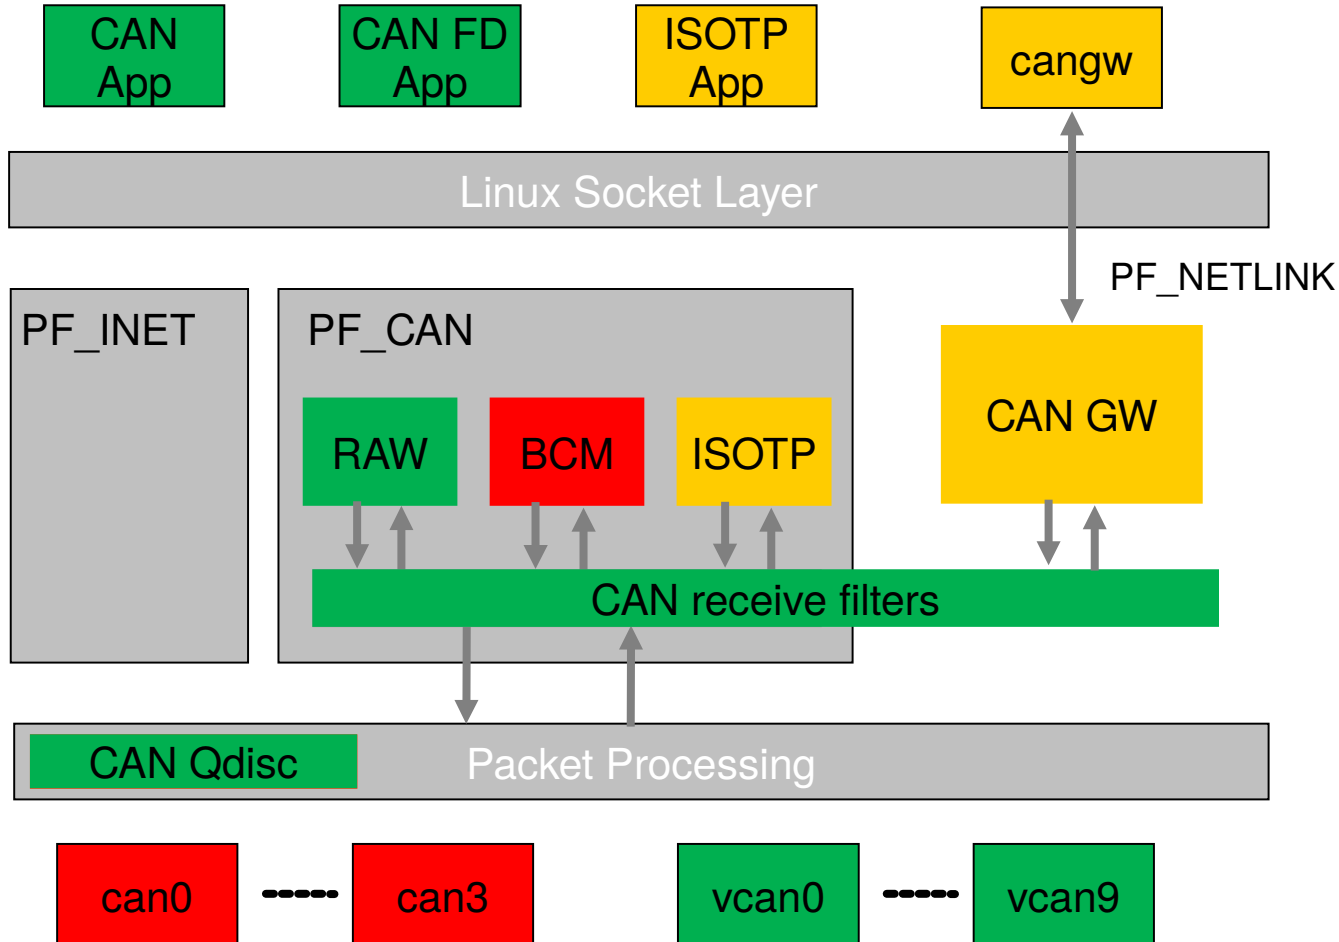 CAN
App
CAN FD
App
ISOTP
App
cangw
Linux Socket Layer
PF_NETLINK
PF_INET
PF_CAN
RAW
BCM
ISOTP
CAN GW
CAN receive filters
CAN Qdisc
Packet Processing
can0
can3
vcan0
vcan9